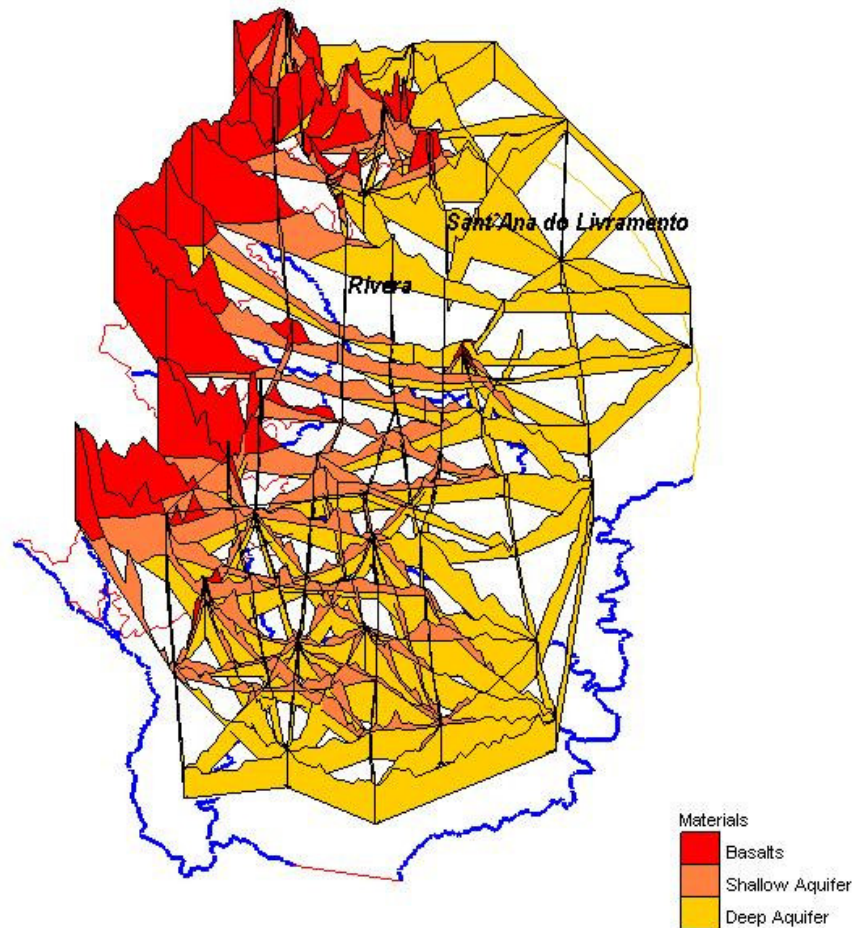 Sant´Ana do Livramento
Rivera
Materials
Basalts
Shallow Aquifer
Deep Aquifer